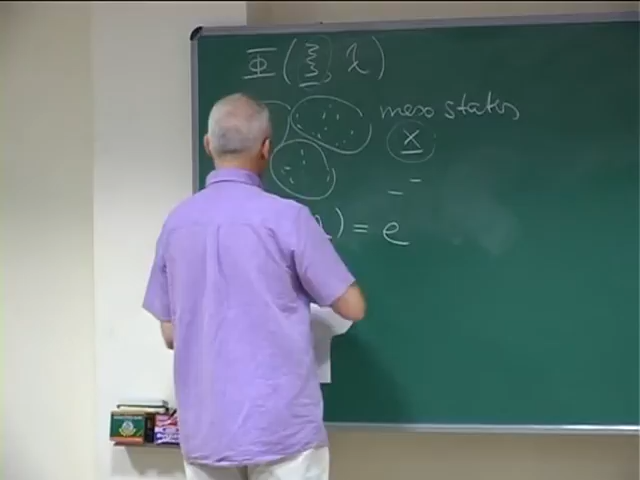 Φ(ξ, λ)
meso states
x
) = e